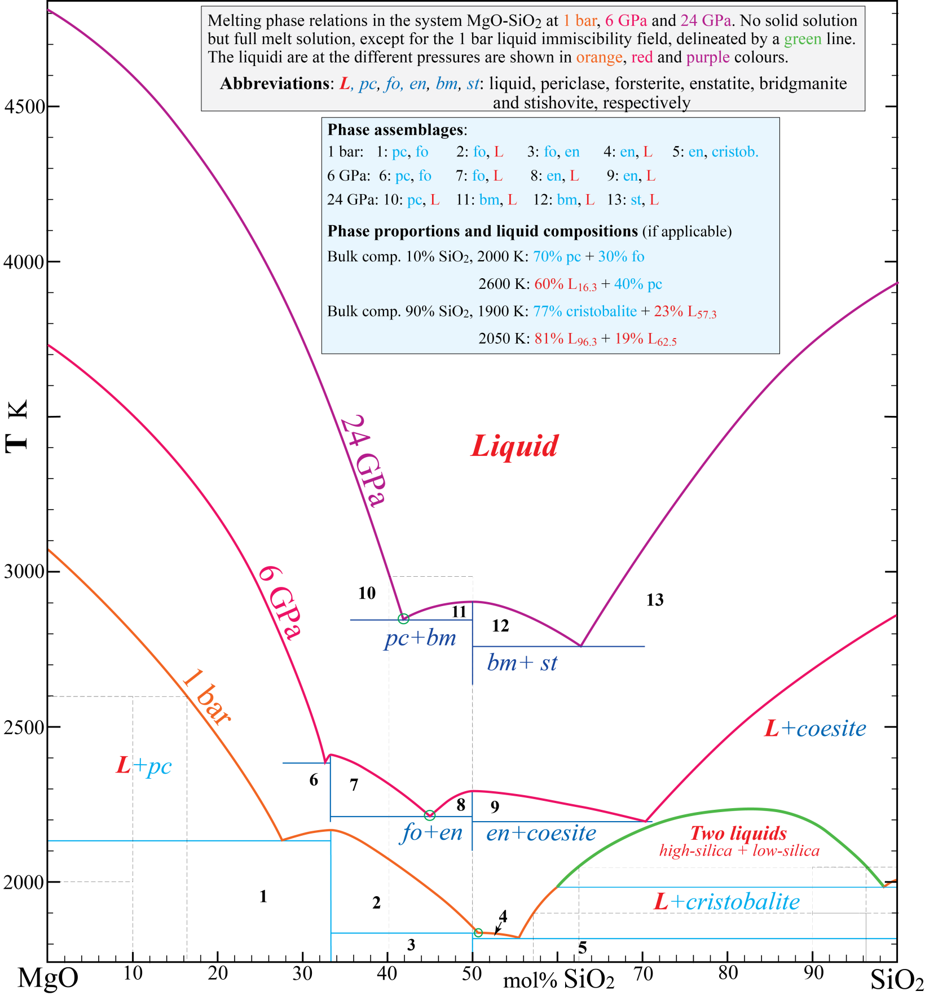 Melting phase relations in the system MgO-SiO₂ at 1 bar, 6 GPa and 24 GPa. No solid solution
but full melt solution, except for the 1 bar liquid immiscibility field, delineated by a green line.
The liquidi are at the different pressures are shown in orange, red and purple colours.
Abbreviations: L, pc, fo, en, bm, st: liquid, periclase, forsterite, enstatite, bridgmanite
and stishovite, respectively
Phase assemblages:
1 bar: 1: pc, fo 2: fo, L 3: fo, en 4: en, L 5: en, cristob.
6 GPa: 6: pc, fo 7: fo, L 8: en, L 9: en, L
24 GPa: 10: pc, L 11: bm, L 12: bm, L 13: st, L
Phase proportions and liquid compositions (if applicable)
Bulk comp. 10% SiO₂, 2000 K: 70% pc + 30% fo
2600 K: 60% L₁₆.₃ + 40% pc
Bulk comp. 90% SiO₂, 1900 K: 77% cristobalite + 23% L₅₇.₃
2050 K: 81% L₉₆.₃ + 19% L₆₂.₅
4500
4000
T K
3000
2500
2000
24 GPa
Liquid
6 GPa
10
11
12
13
pc+bm
bm+ st
1 bar
L+coesite
L+pc
6
7
8
9
fo+en
en+coesite
Two liquids
high-silica + low-silica
1
2
4
L+cristobalite
3
5
MgO 10 20 30 40 50 mol% SiO₂ 70 80 90 SiO₂